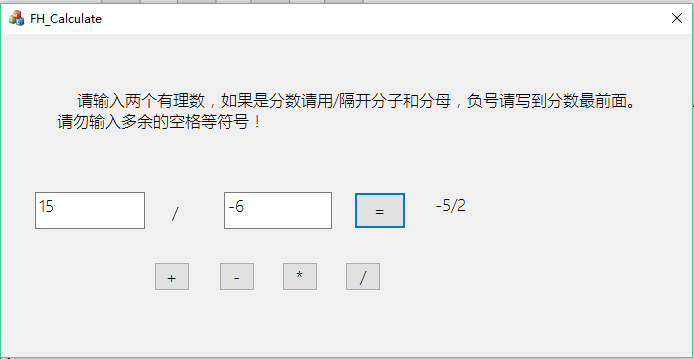 FH_Calculate
请输入两个有理数，如果是分数请用/隔开分子和分母，负号请写到分数最前面。
请勿输入多余的空格等符号！
15 / -6 = -5/2
+ - * /